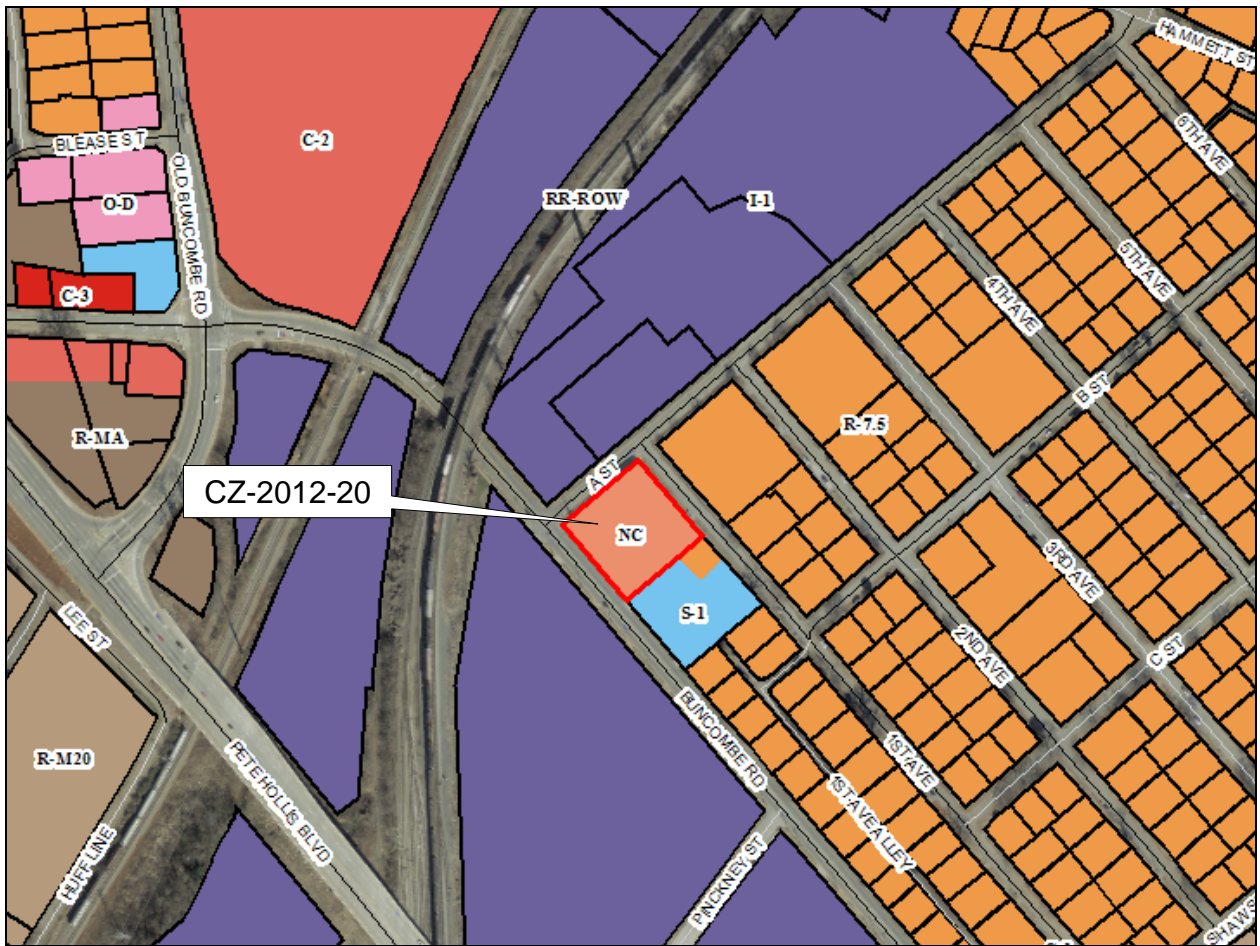 HAMMETT ST
BLEASE ST
C-2
6TH AVE
OLD BUNCOMBE RD
O-D
RR-ROW
I-1
5TH AVE
4TH AVE
C-3
B ST
R-7.5
R-MA
A ST
CZ-2012-20
NC
3RD AVE
LEE ST
S-1
2ND AVE
C ST
R-M20
PETE HOLLIS BLVD
BUNCOMBE RD
1ST AVE
1ST AVE ALLEY
HUFF LINE
PINCKNEY ST
SHAWS